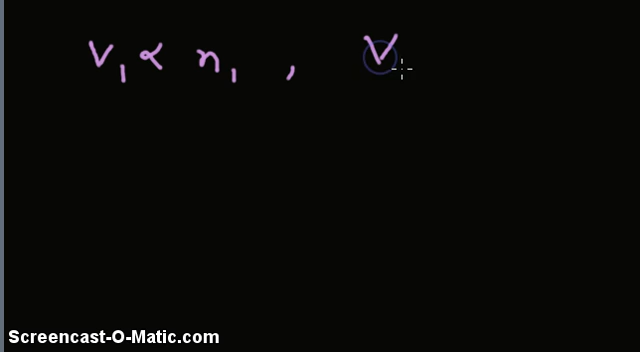 V₁ ∝ n₁ , V
Screencast-O-Matic.com